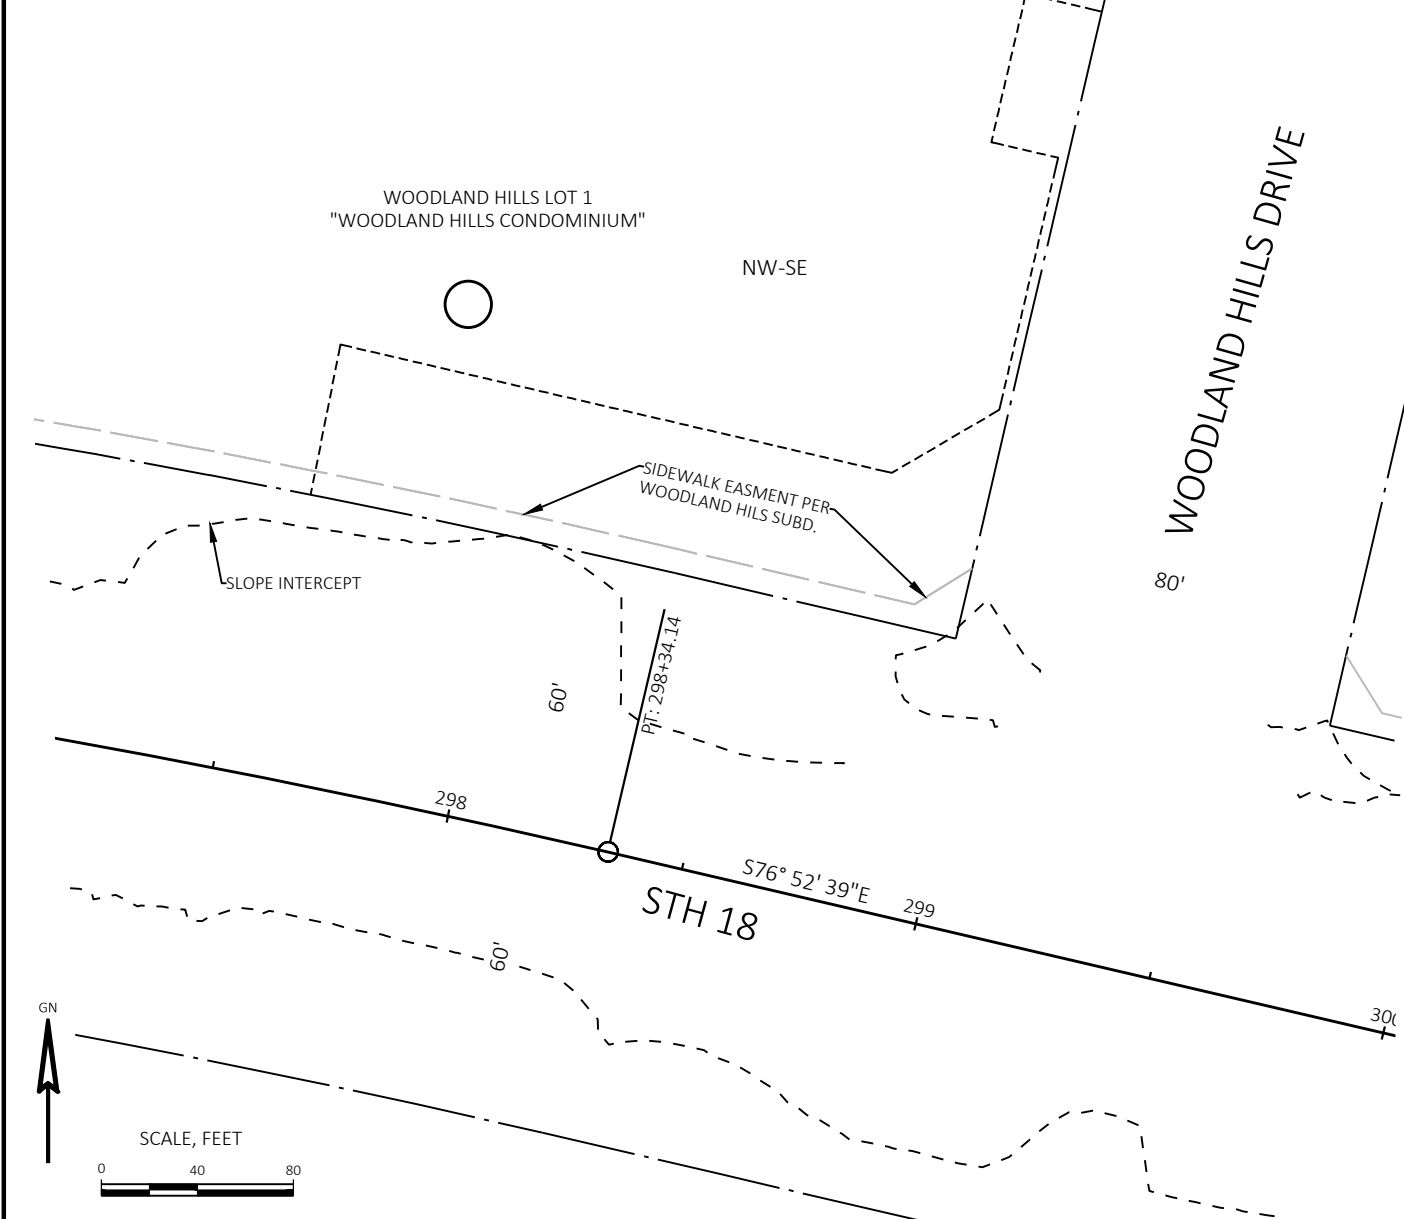 WOODLAND HILLS DRIVE
WOODLAND HILLS LOT 1
"WOODLAND HILLS CONDOMINIUM"
NW-SE
SIDEWALK EASMENT PER
WOODLAND HILS SUBD.
SLOPE INTERCEPT
80'
60'
PT: 298+34.14
298
S76° 52' 39"E
299
STH 18
60'
GN
300
SCALE, FEET
0 40 80